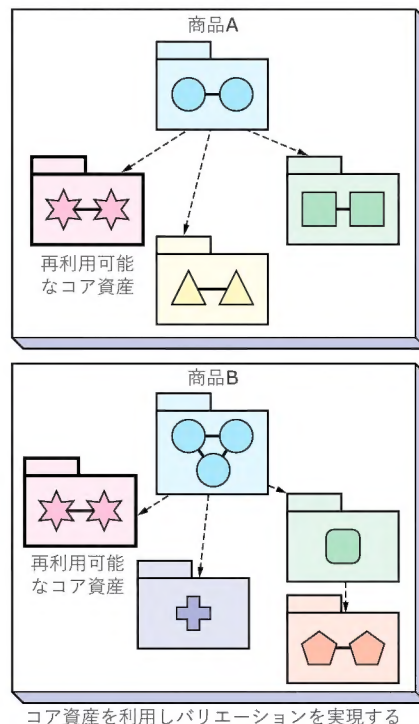 商品A
再利用可能
なコア資産
商品B
再利用可能
なコア資産
コア資産を利用しバリエーションを実現する